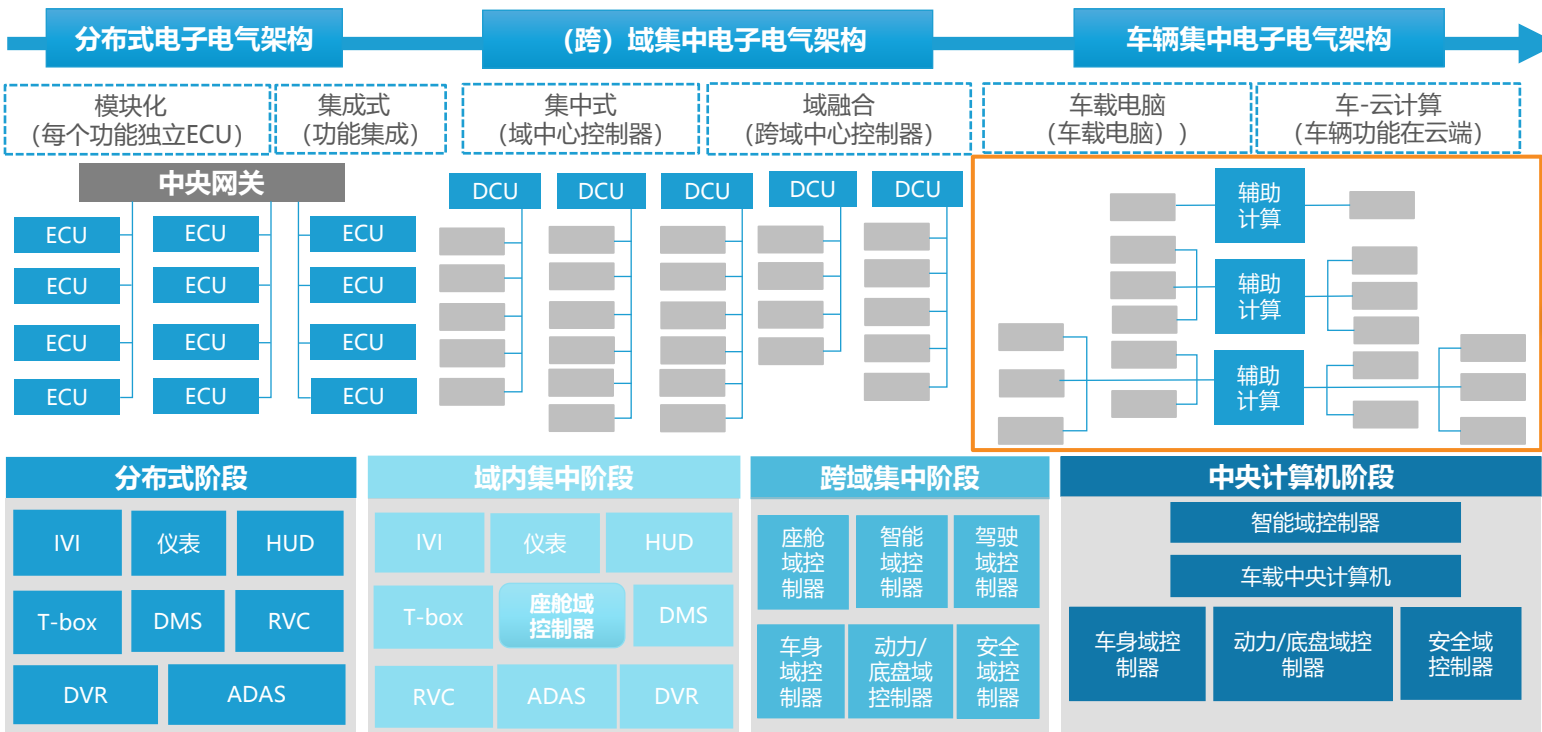 分布式电子电气架构
（跨）域集中电子电气架构
车辆集中电子电气架构
模块化
（每个功能独立ECU）
集成式
（功能集成）
集中式
（域中心控制器）
域融合
（跨域中心控制器）
车载电脑
（车载电脑））
车-云计算
（车辆功能在云端）
中央网关
ECU
ECU
ECU
ECU
ECU
ECU
ECU
ECU
ECU
ECU
ECU
ECU
DCU
DCU
DCU
DCU
DCU
辅助
计算
辅助
计算
辅助
计算
分布式阶段
IVI
仪表
HUD
T-box
DMS
RVC
DVR
ADAS
域内集中阶段
IVI
仪表
HUD
T-box
座舱域
控制器
DMS
RVC
ADAS
DVR
跨域集中阶段
座舱
域控
制器
智能
域控
制器
驾驶
域控
制器
车身
域控
制器
动力/
底盘域
控制器
安全
域控
制器
中央计算机阶段
智能域控制器
车载中央计算机
车身域控
制器
动力/底盘域控
制器
安全域
控制器